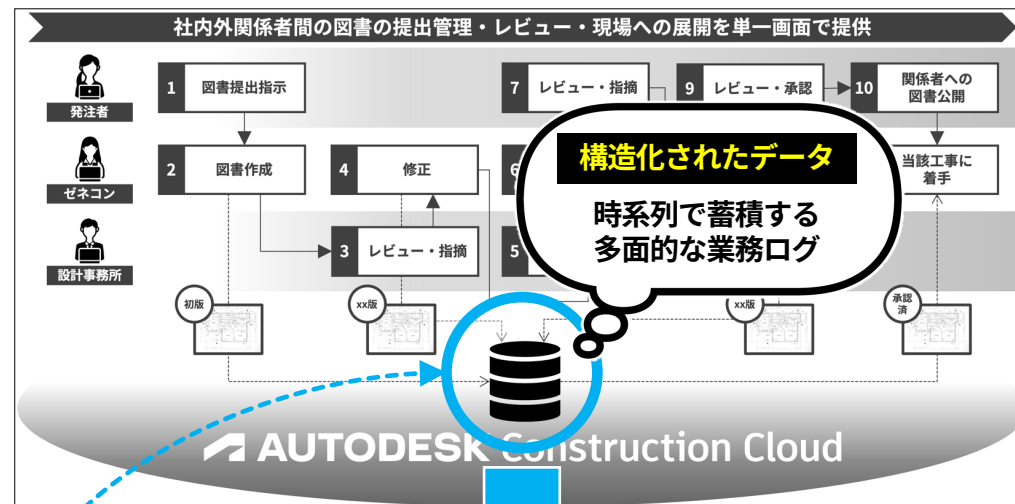 社内外関係者間の図書の提出管理・レビュー・現場への展開を単一画面で提供
発注者
1 図書提出指示
7 レビュー・指摘
9 レビュー・承認
10 関係者への
図書公開
ゼネコン
2 図書作成
4 修正
6
当該工事に
着手
設計事務所
3 レビュー・指摘
5
構造化されたデータ
時系列で蓄積する
多面的な業務ログ
初版
xx版
xx版
承認
済
AUTODESK Construction Cloud